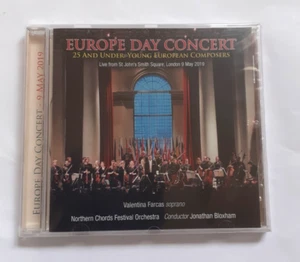 EUROPE DAY CONCERT
25 AND UNDER-YOUNG EUROPEAN COMPOSERS
Live from St John's Smith Square, London 9 May 2019
Valentina Farcas soprano
Northern Chords Festival Orchestra Conductor Jonathan Bloxham
EUROPE DAY CONCERT 9 MAY 2019